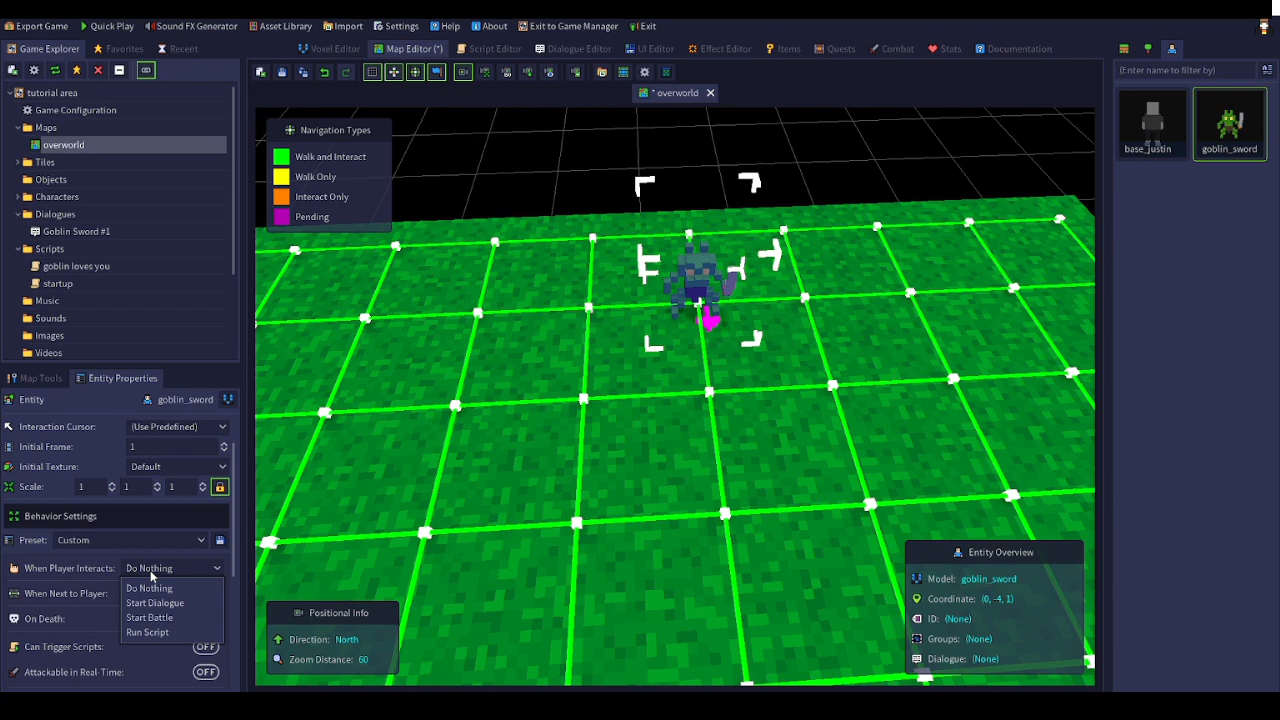 Export Game Quick Play Sound FX Generator Asset Library Import Settings Help About Exit to Game Manager Exit
Game Explorer Favorites Recent
Voxel Editor Map Editor (*) Script Editor Dialogue Editor UI Editor Effect Editor Items Quests Combat Stats Documentation
(Enter name to filter by)
tutorial area
Game Configuration
Maps
overworld
Tiles
Objects
Characters
Dialogues
Goblin Sword #1
Scripts
goblin loves you
startup
Music
Sounds
Images
Videos
* overworld
Navigation Types
Walk and Interact
Walk Only
Interact Only
Pending
base_justin
goblin_sword
Map Tools Entity Properties
Entity goblin_sword
Interaction Cursor: (Use Predefined)
Initial Frame: 1
Initial Texture: Default
Scale: 1 1 1
Behavior Settings
Preset: Custom
When Player Interacts: Do Nothing
Do Nothing
Start Dialogue
Start Battle
Run Script
When Next to Player:
On Death:
Can Trigger Scripts: OFF
Attackable in Real-Time: OFF
Positional Info
Direction: North
Zoom Distance: 60
Entity Overview
Model: goblin_sword
Coordinate: (0, -4, 1)
ID: (None)
Groups: (None)
Dialogue: (None)